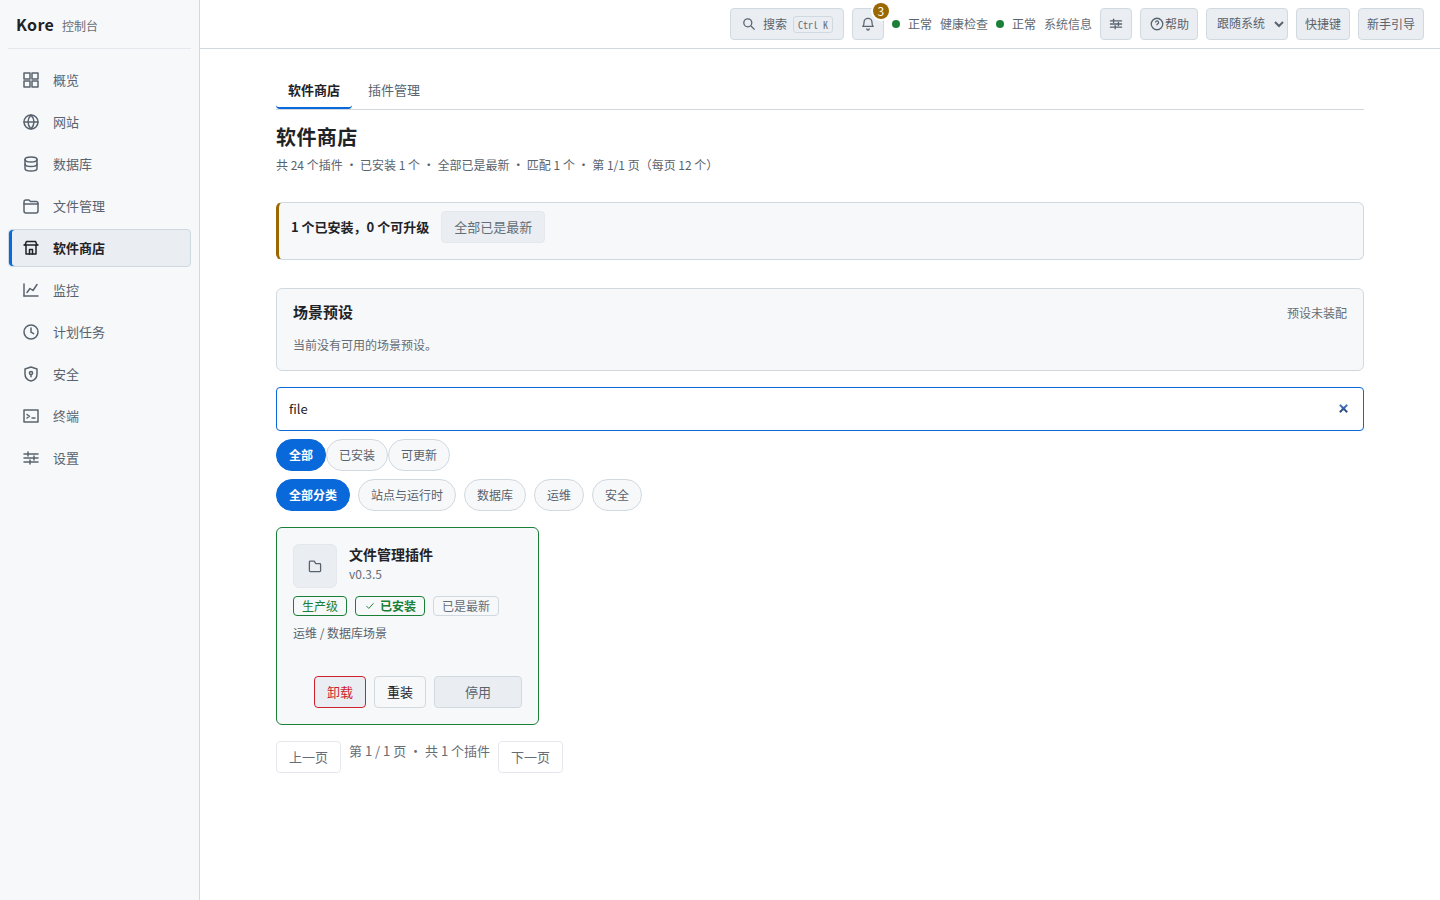 Kore 控制台
搜索 Ctrl K
3
正常 健康检查
正常 系统信息
帮助
跟随系统
快捷键
新手引导
概览
网站
数据库
文件管理
软件商店
监控
计划任务
安全
终端
设置
软件商店 插件管理
软件商店
共 24 个插件 · 已安装 1 个 · 全部已是最新 · 匹配 1 个 · 第 1/1 页（每页 12 个）
1 个已安装，0 个可升级 全部已是最新
场景预设 预设未装配
当前没有可用的场景预设。
file
全部 已安装 可更新
全部分类 站点与运行时 数据库 运维 安全
文件管理插件
v0.3.5
生产级 已安装 已是最新
运维 / 数据库场景
卸载 重装 停用
上一页 第 1 / 1 页 · 共 1 个插件 下一页